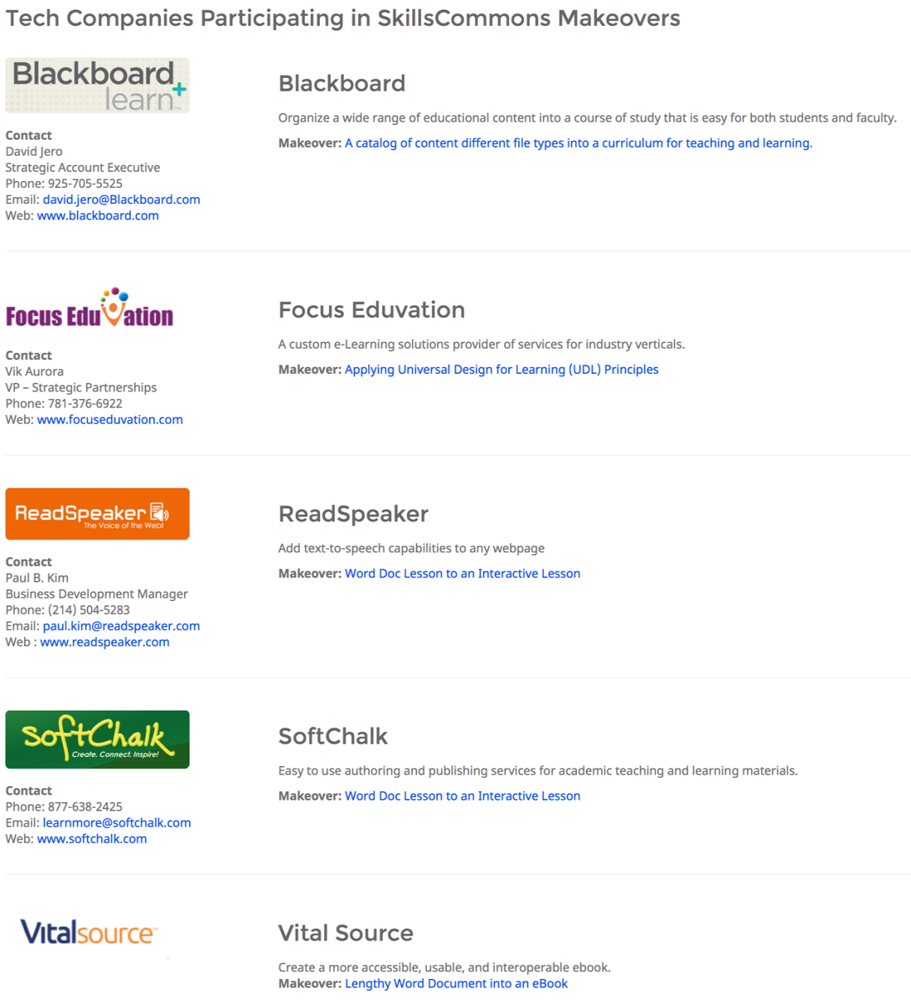 Tech Companies Participating in SkillsCommons Makeovers
Blackboard
learn+
Contact
David Jero
Strategic Account Executive
Phone: 925-705-5525
Email: david.jero@Blackboard.com
Web: www.blackboard.com
Blackboard
Organize a wide range of educational content into a course of study that is easy for both students and faculty.
Makeover: A catalog of content different file types into a curriculum for teaching and learning.
Focus Eduvation
Contact
Vik Aurora
VP – Strategic Partnerships
Phone: 781-376-6922
Web: www.focuseduvation.com
Focus Eduvation
A custom e-Learning solutions provider of services for industry verticals.
Makeover: Applying Universal Design for Learning (UDL) Principles
ReadSpeaker
The Voice of the Web!
Contact
Paul B. Kim
Business Development Manager
Phone: (214) 504-5283
Email: paul.kim@readspeaker.com
Web : www.readspeaker.com
ReadSpeaker
Add text-to-speech capabilities to any webpage
Makeover: Word Doc Lesson to an Interactive Lesson
SoftChalk
Create. Connect. Inspire!
Contact
Phone: 877-638-2425
Email: learnmore@softchalk.com
Web: www.softchalk.com
SoftChalk
Easy to use authoring and publishing services for academic teaching and learning materials.
Makeover: Word Doc Lesson to an Interactive Lesson
Vitalsource™
Vital Source
Create a more accessible, usable, and interoperable ebook.
Makeover: Lengthy Word Document into an eBook